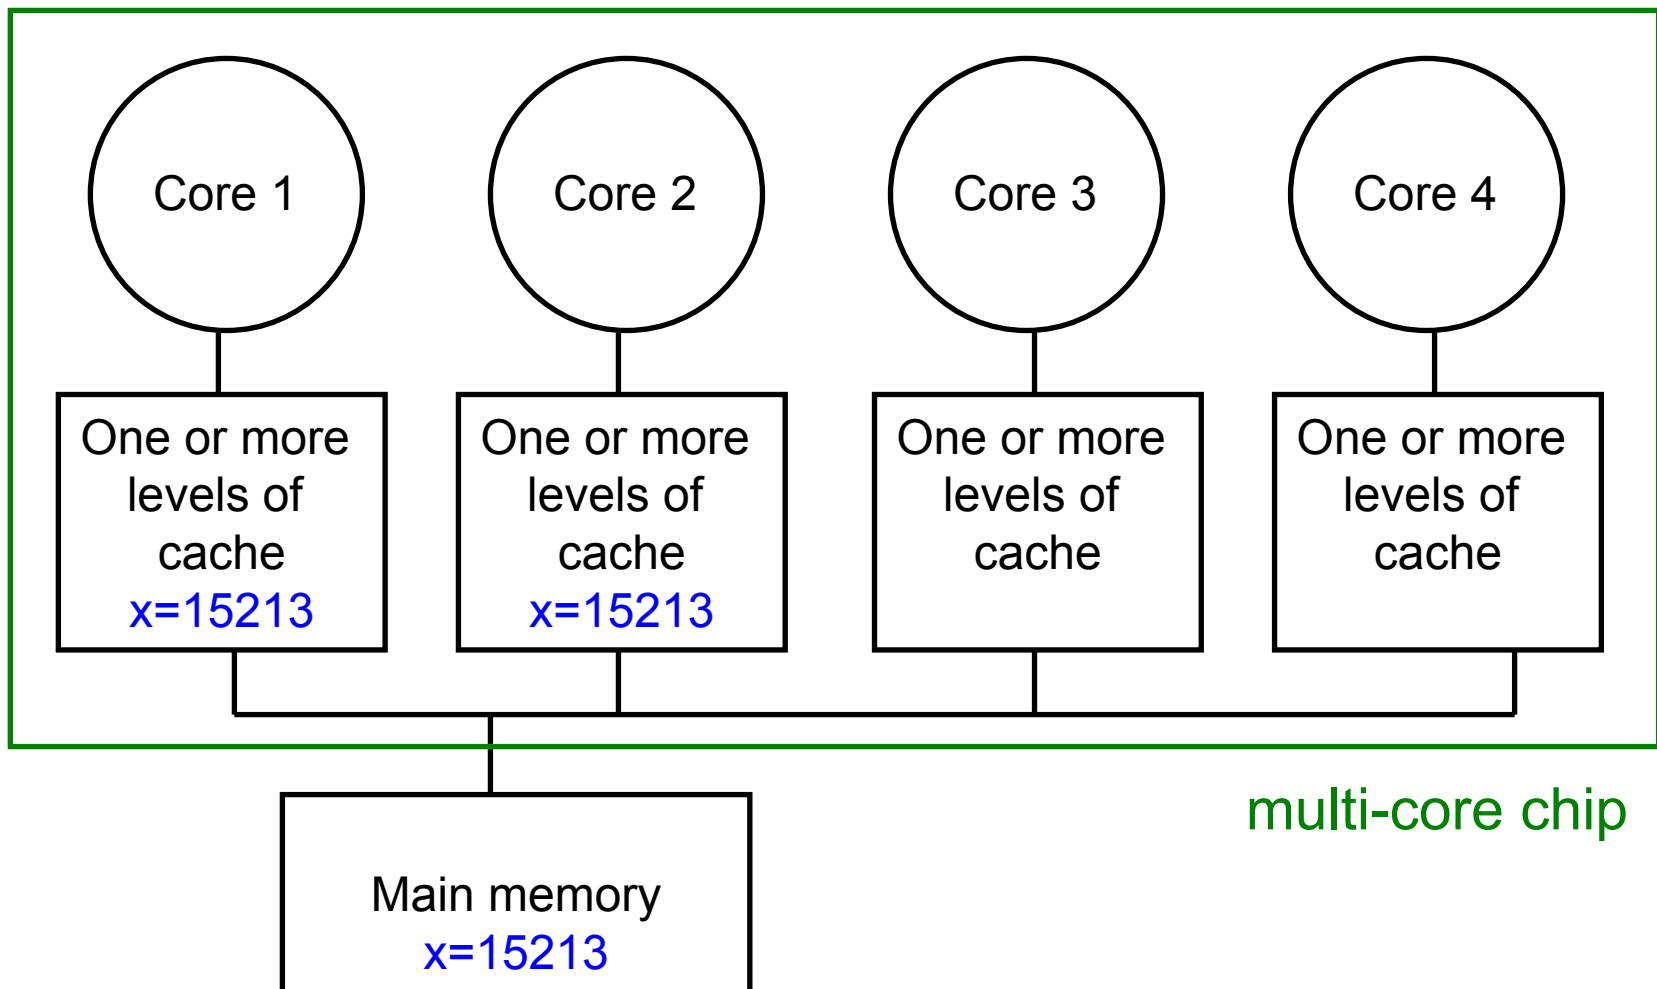 Core 1
Core 2
Core 3
Core 4
One or more
levels of
cache
x=15213
One or more
levels of
cache
x=15213
One or more
levels of
cache
One or more
levels of
cache
multi-core chip
Main memory
x=15213